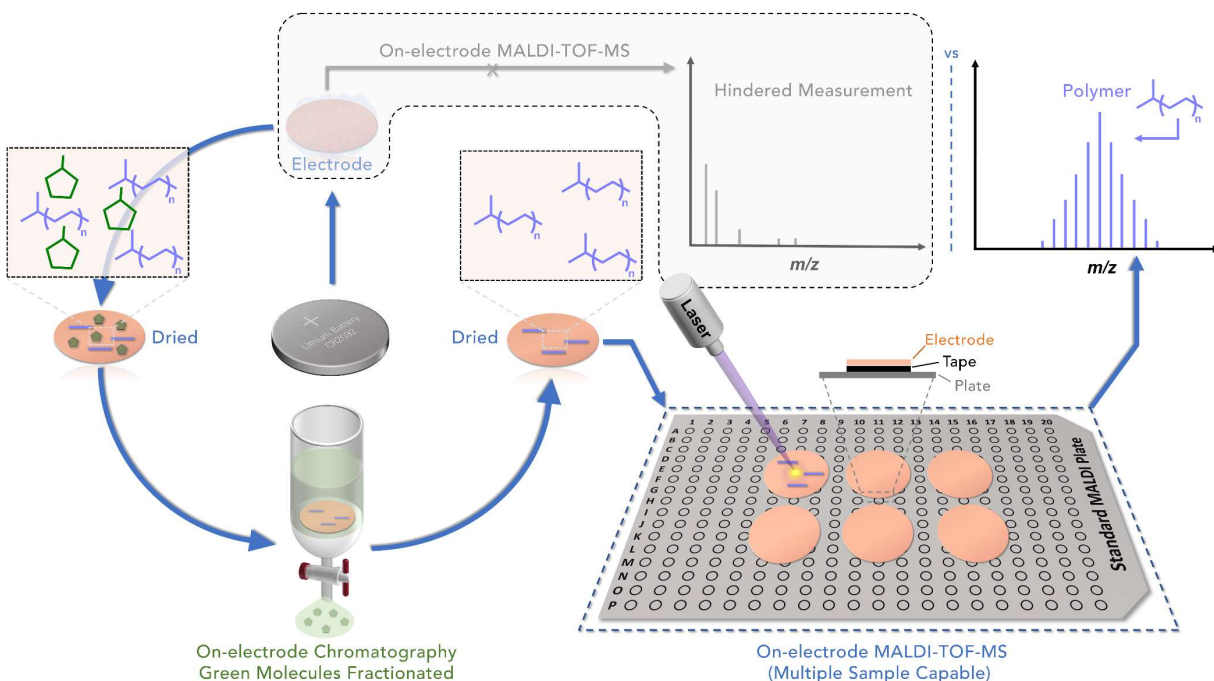 On-electrode MALDI-TOF-MS
Hindered Measurement
m/z
Electrode
vs
Polymer
n
m/z
n
n
n
Dried
n
n
n
Dried
Lithium Battery
CR2032
Laser
Electrode
Tape
Plate
1 2 3 4 5 6 7 8 9 10 11 12 13 14 15 16 17 18 19 20
A
B
C
D
E
F
G
H
I
J
K
L
M
N
O
P
Standard MALDI Plate
On-electrode Chromatography
Green Molecules Fractionated
On-electrode MALDI-TOF-MS
(Multiple Sample Capable)